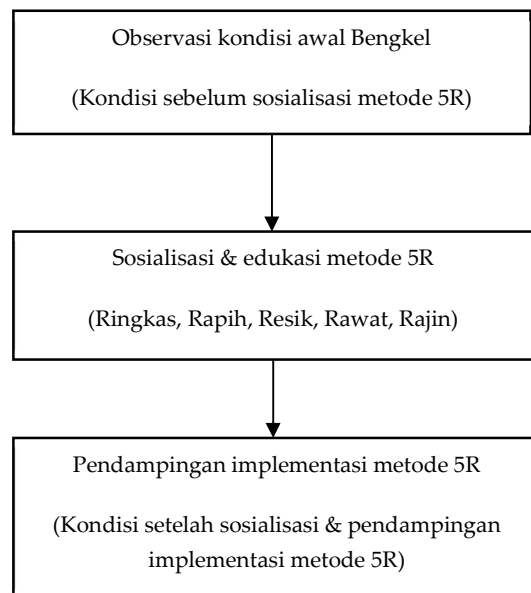 Observasi kondisi awal Bengkel
(Kondisi sebelum sosialisasi metode 5R)
Sosialisasi & edukasi metode 5R
(Ringkas, Rapih, Resik, Rawat, Rajin)
Pendampingan implementasi metode 5R
(Kondisi setelah sosialisasi & pendampingan
implementasi metode 5R)